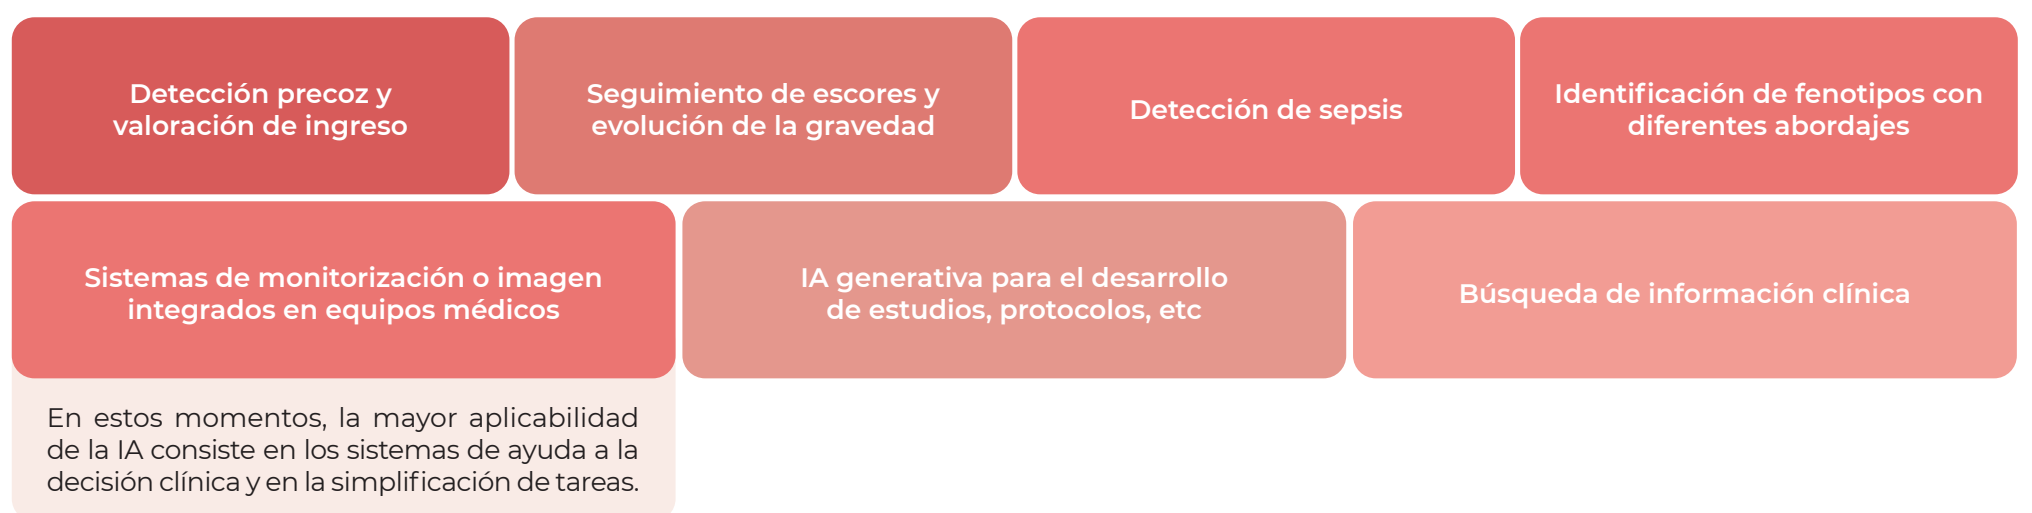 Detección precoz y
valoración de ingreso
Seguimiento de escores y
evolución de la gravedad
Detección de sepsis
Identificación de fenotipos con
diferentes abordajes
Sistemas de monitorización o imagen
integrados en equipos médicos
IA generativa para el desarrollo
de estudios, protocolos, etc
Búsqueda de información clínica
En estos momentos, la mayor aplicabilidad
de la IA consiste en los sistemas de ayuda a la
decisión clínica y en la simplificación de tareas.